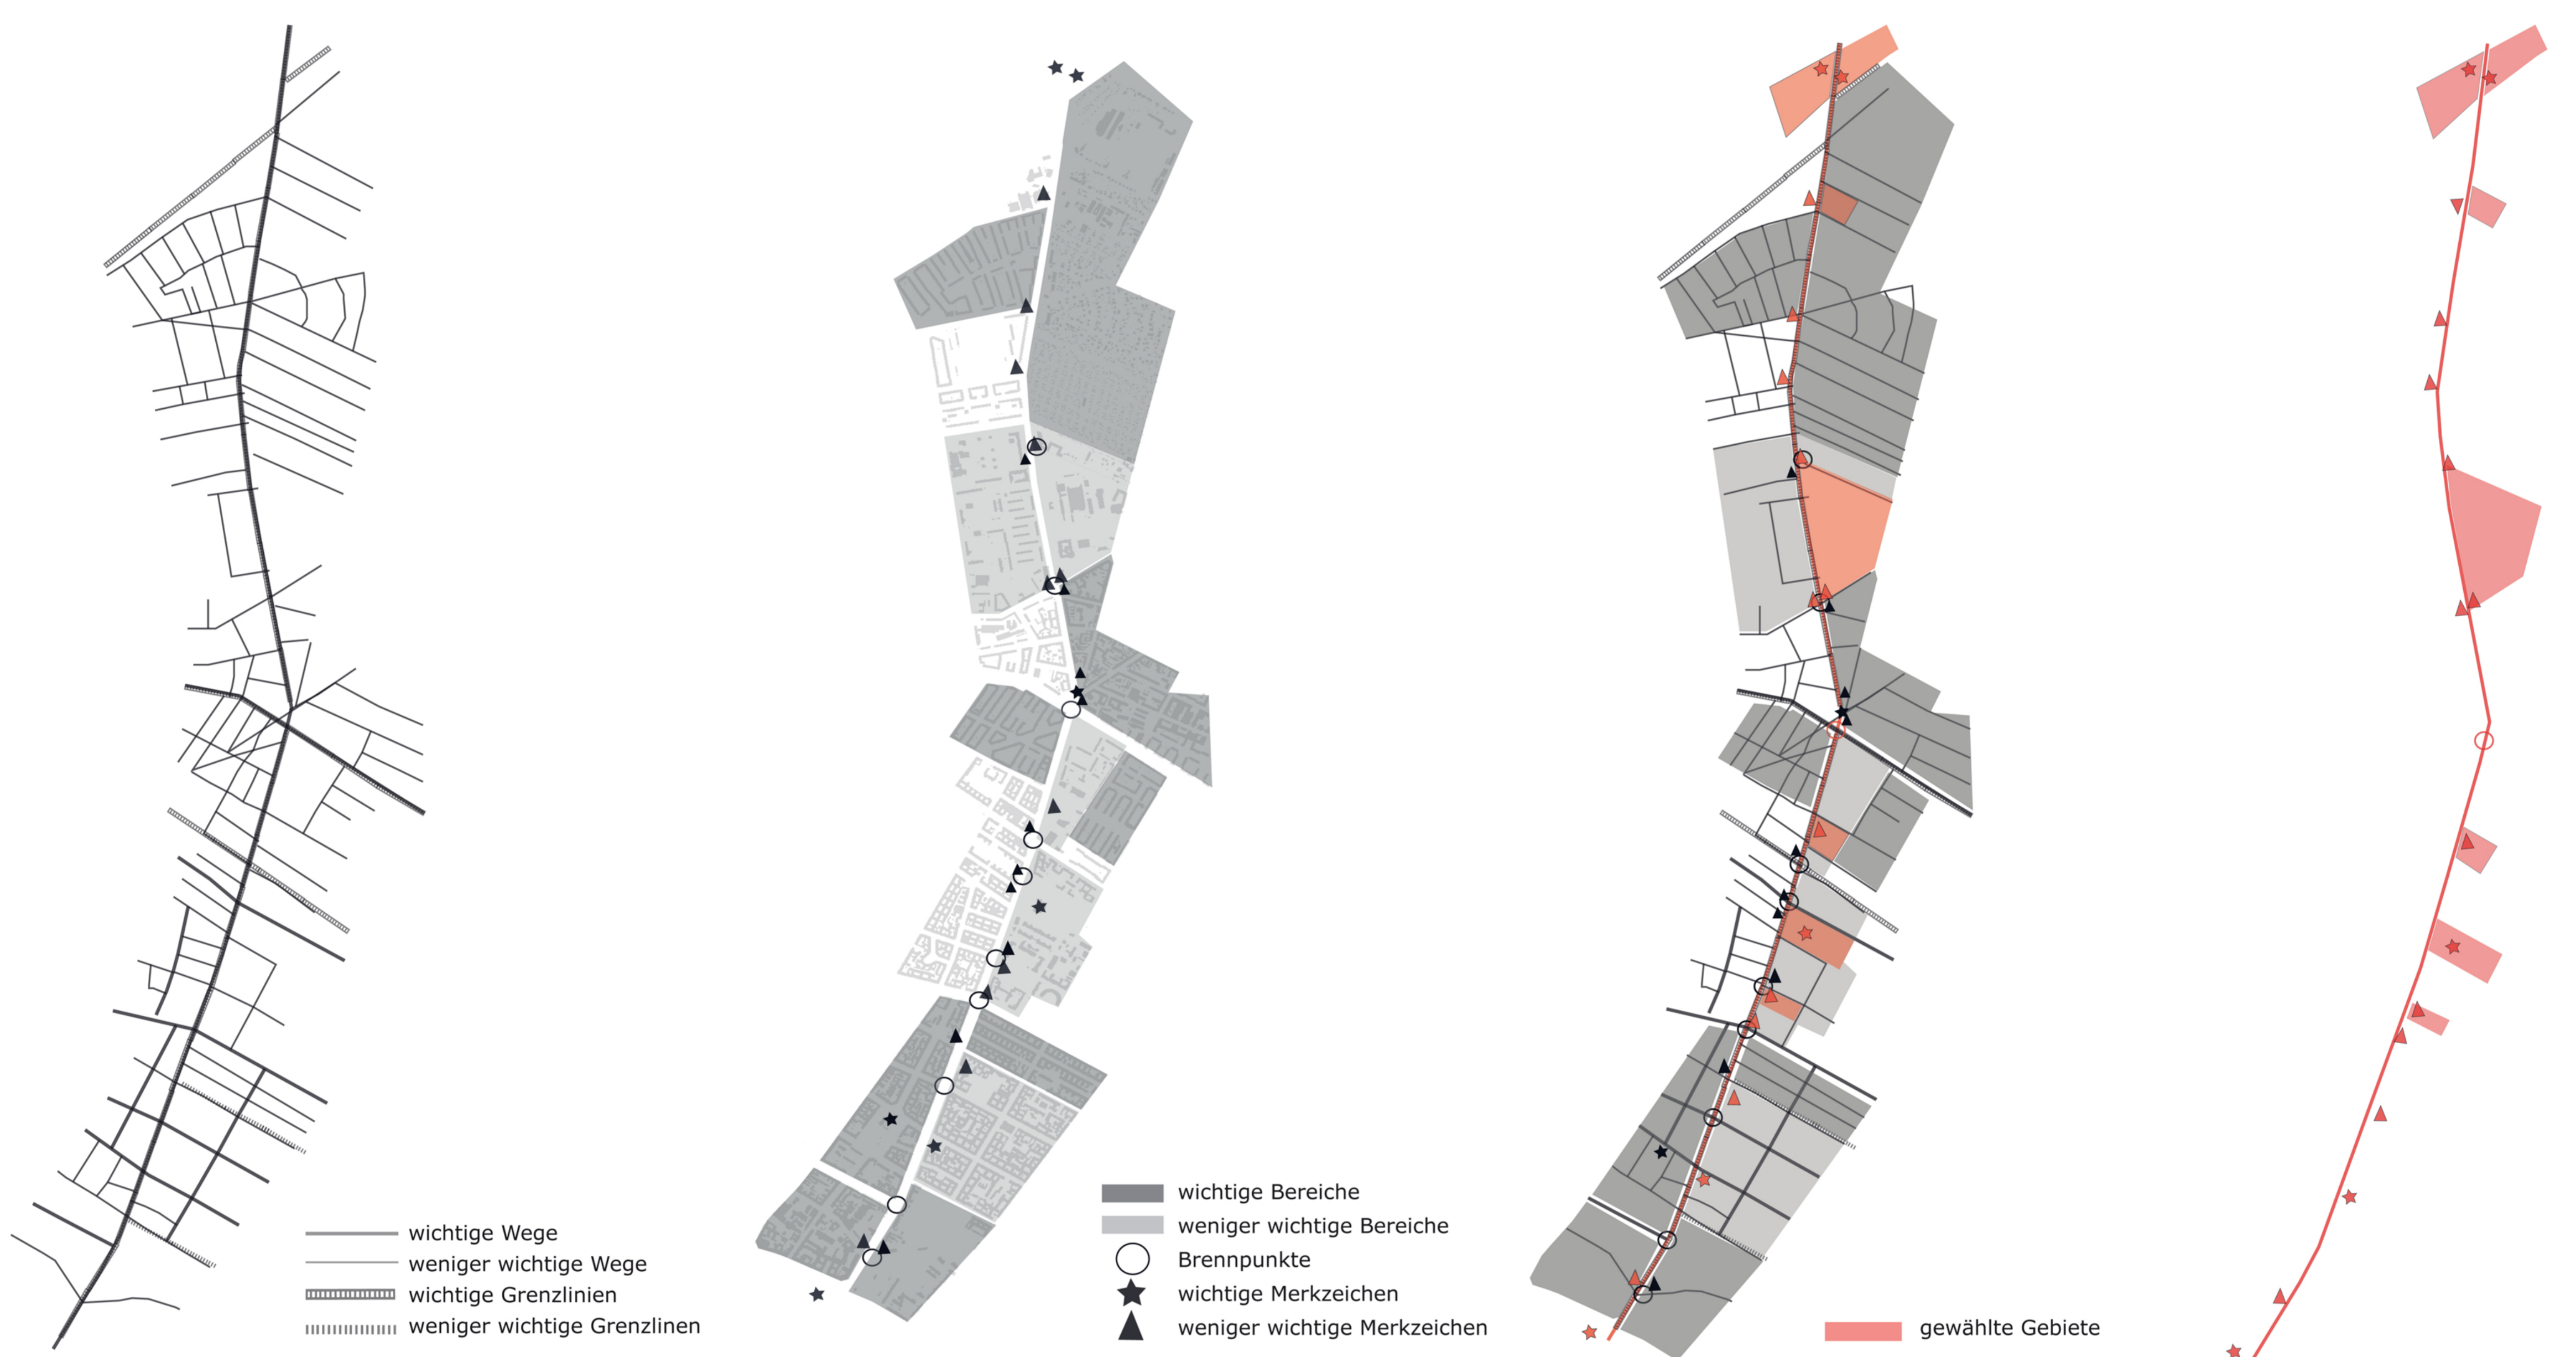 wichtige Wege
weniger wichtige Wege
wichtige Grenzlinien
weniger wichtige Grenzlinen
wichtige Bereiche
weniger wichtige Bereiche
Brennpunkte
wichtige Merkzeichen
weniger wichtige Merkzeichen
gewählte Gebiete